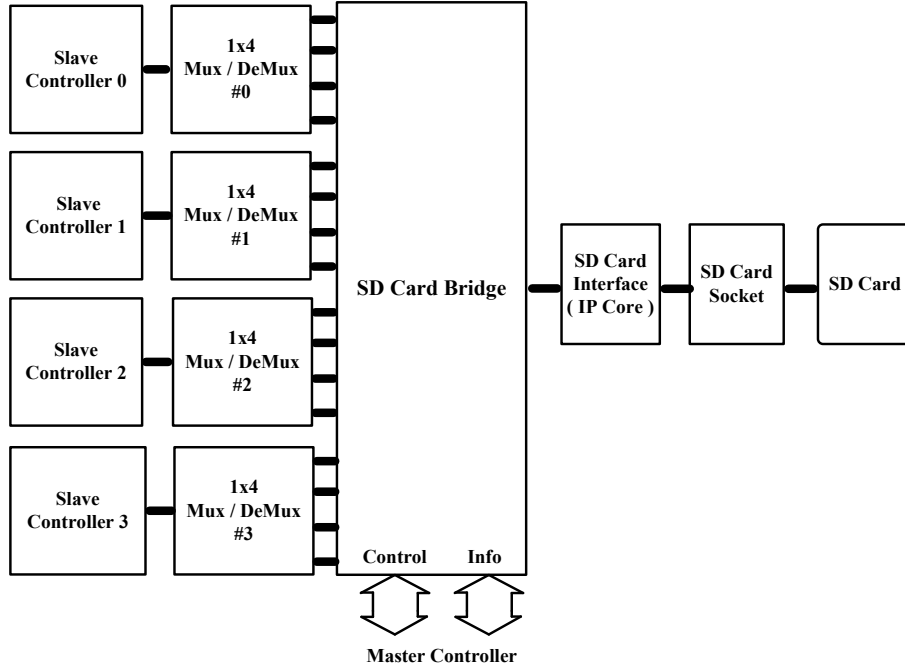 Slave
Controller 0
1x4
Mux / DeMux
#0
Slave
Controller 1
1x4
Mux / DeMux
#1
Slave
Controller 2
1x4
Mux / DeMux
#2
Slave
Controller 3
1x4
Mux / DeMux
#3
SD Card Bridge
Control
Info
Master Controller
SD Card
Interface
( IP Core )
SD Card
Socket
SD Card